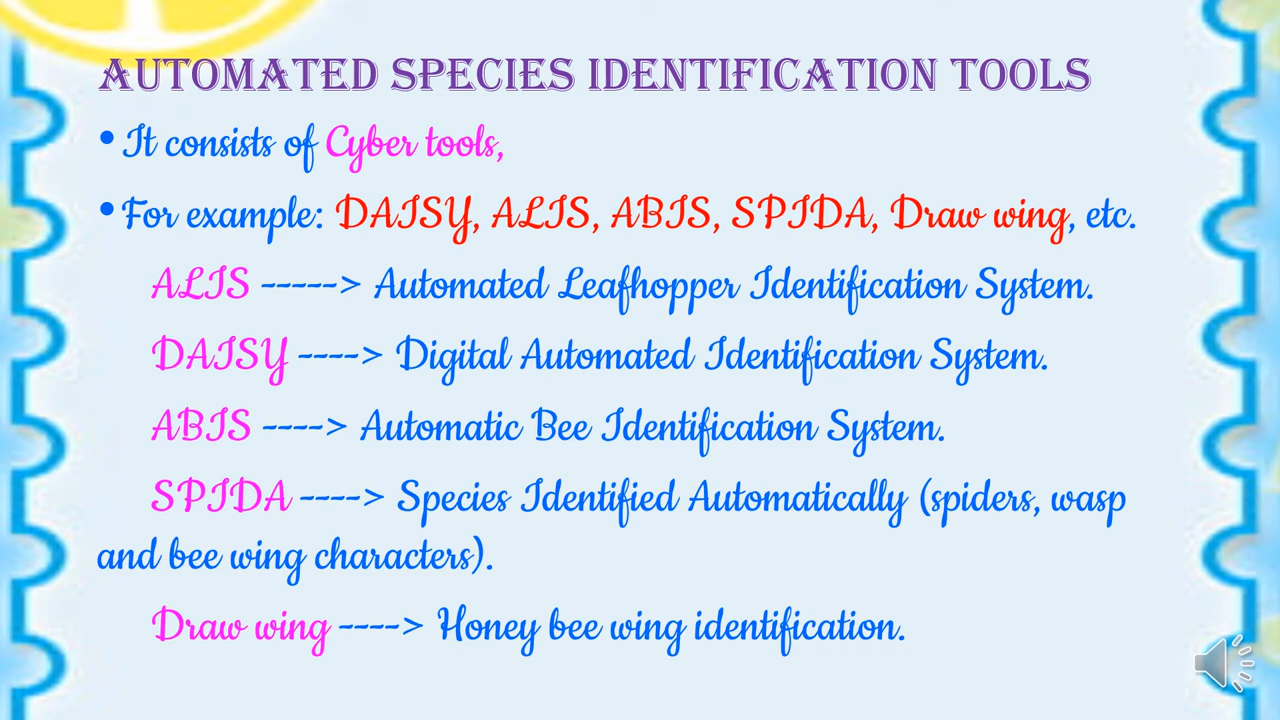 AUTOMATED SPECIES IDENTIFICATION TOOLS
• It consists of Cyber tools,
• For example: DAISY, ALIS, ABIS, SPIDA, Draw wing, etc.
ALIS -----> Automated Leafhopper Identification System.
DAISY ----> Digital Automated Identification System.
ABIS ----> Automatic Bee Identification System.
SPIDA ----> Species Identified Automatically (spiders, wasp
and bee wing characters).
Draw wing ----> Honey bee wing identification.